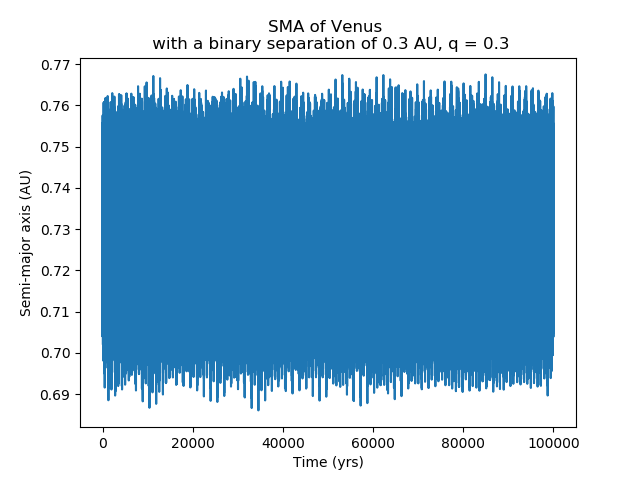 SMA of Venus
with a binary separation of 0.3 AU, q = 0.3
0.77
0.76
0.75
0.74
0.73
0.72
0.71
0.70
0.69
Semi-major axis (AU)
0 20000 40000 60000 80000 100000
Time (yrs)